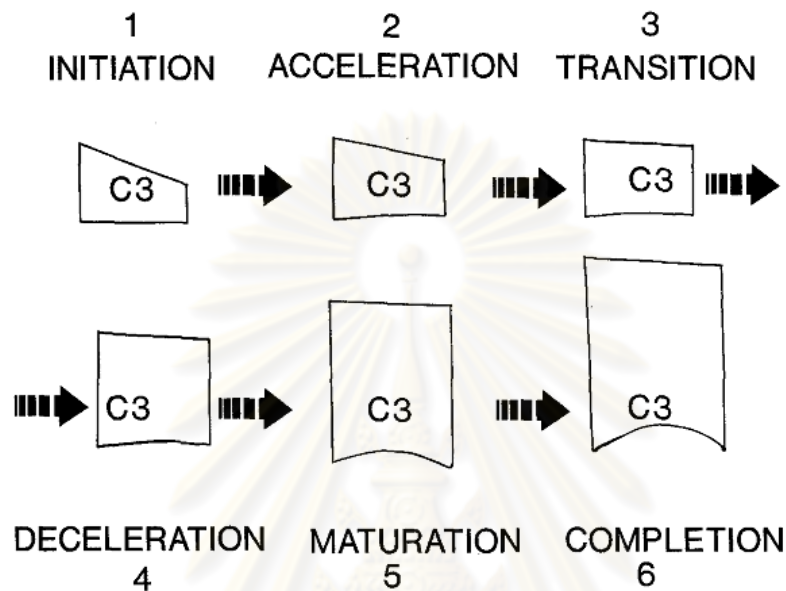 1 2 3
INITIATION ACCELERATION TRANSITION
C3 C3 C3
C3 C3 C3
DECELERATION MATURATION COMPLETION
4 5 6